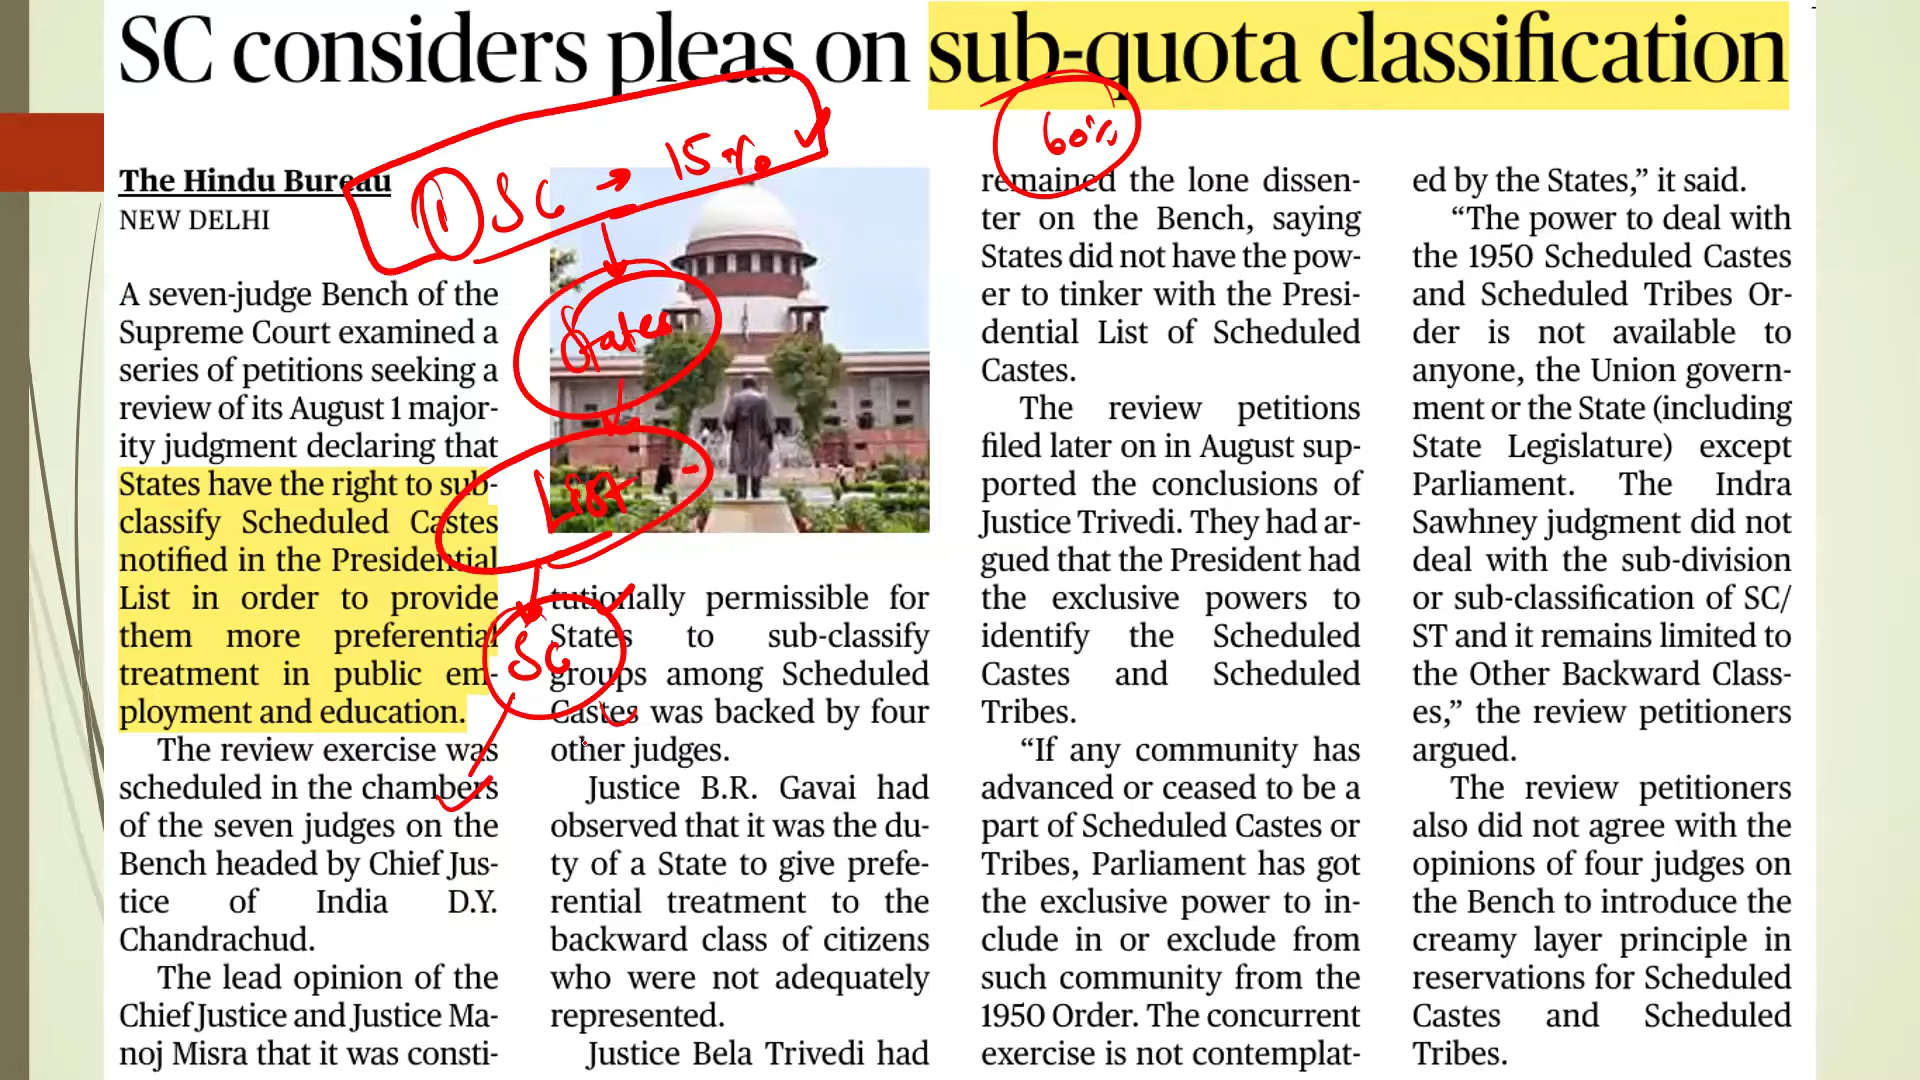 SC considers pleas on sub-quota classification
The Hindu Bureau
NEW DELHI
A seven-judge Bench of the
Supreme Court examined a
series of petitions seeking a
review of its August 1 major-
ity judgment declaring that
States have the right to sub-
classify Scheduled Castes
notified in the Presidential
List in order to provide
them more preferential
treatment in public em-
ployment and education.
The review exercise was
scheduled in the chambers
of the seven judges on the
Bench headed by Chief Jus-
tice of India D.Y.
Chandrachud.
The lead opinion of the
Chief Justice and Justice Ma-
noj Misra that it was consti-
tutionally permissible for
States to sub-classify
groups among Scheduled
Castes was backed by four
other judges.
Justice B.R. Gavai had
observed that it was the du-
ty of a State to give prefe-
rential treatment to the
backward class of citizens
who were not adequately
represented.
Justice Bela Trivedi had
remained the lone dissen-
ter on the Bench, saying
States did not have the pow-
er to tinker with the Presi-
dential List of Scheduled
Castes.
The review petitions
filed later on in August sup-
ported the conclusions of
Justice Trivedi. They had ar-
gued that the President had
the exclusive powers to
identify the Scheduled
Castes and Scheduled
Tribes.
“If any community has
advanced or ceased to be a
part of Scheduled Castes or
Tribes, Parliament has got
the exclusive power to in-
clude in or exclude from
such community from the
1950 Order. The concurrent
exercise is not contemplat-
ed by the States,” it said.
“The power to deal with
the 1950 Scheduled Castes
and Scheduled Tribes Or-
der is not available to
anyone, the Union govern-
ment or the State (including
State Legislature) except
Parliament. The Indra
Sawhney judgment did not
deal with the sub-division
or sub-classification of SC/
ST and it remains limited to
the Other Backward Class-
es,” the review petitioners
argued.
The review petitioners
also did not agree with the
opinions of four judges on
the Bench to introduce the
creamy layer principle in
reservations for Scheduled
Castes and Scheduled
Tribes.
1 SC → 15%
States
List
SC
60%